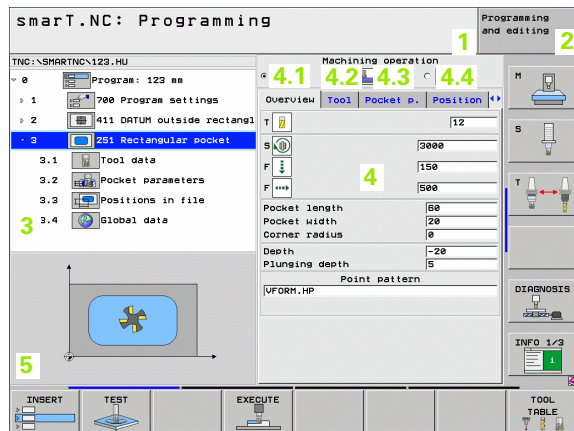 smarT.NC: Programming
Programming
and editing
1
2
TNC:\SMARTNC\123.HU
Machining operation
0 Program: 123 mm
1 700 Program settings
2 411 DATUM outside rectangl
3 251 Rectangular pocket
3.1 Tool data
3.2 Pocket parameters
3.3 Positions in file
3.4 Global data
3
4.1 4.2 4.3 4.4
Overview Tool Pocket p. Position
T 12
S 3000
F 150
F 500
4
Pocket length 60
Pocket width 20
Corner radius 0
Depth -20
Plunging depth 5
Point pattern
VFORM.HP
5
M
S
T
DIAGNOSIS
INFO 1/3
INSERT
TEST
EXECUTE
TOOL
TABLE